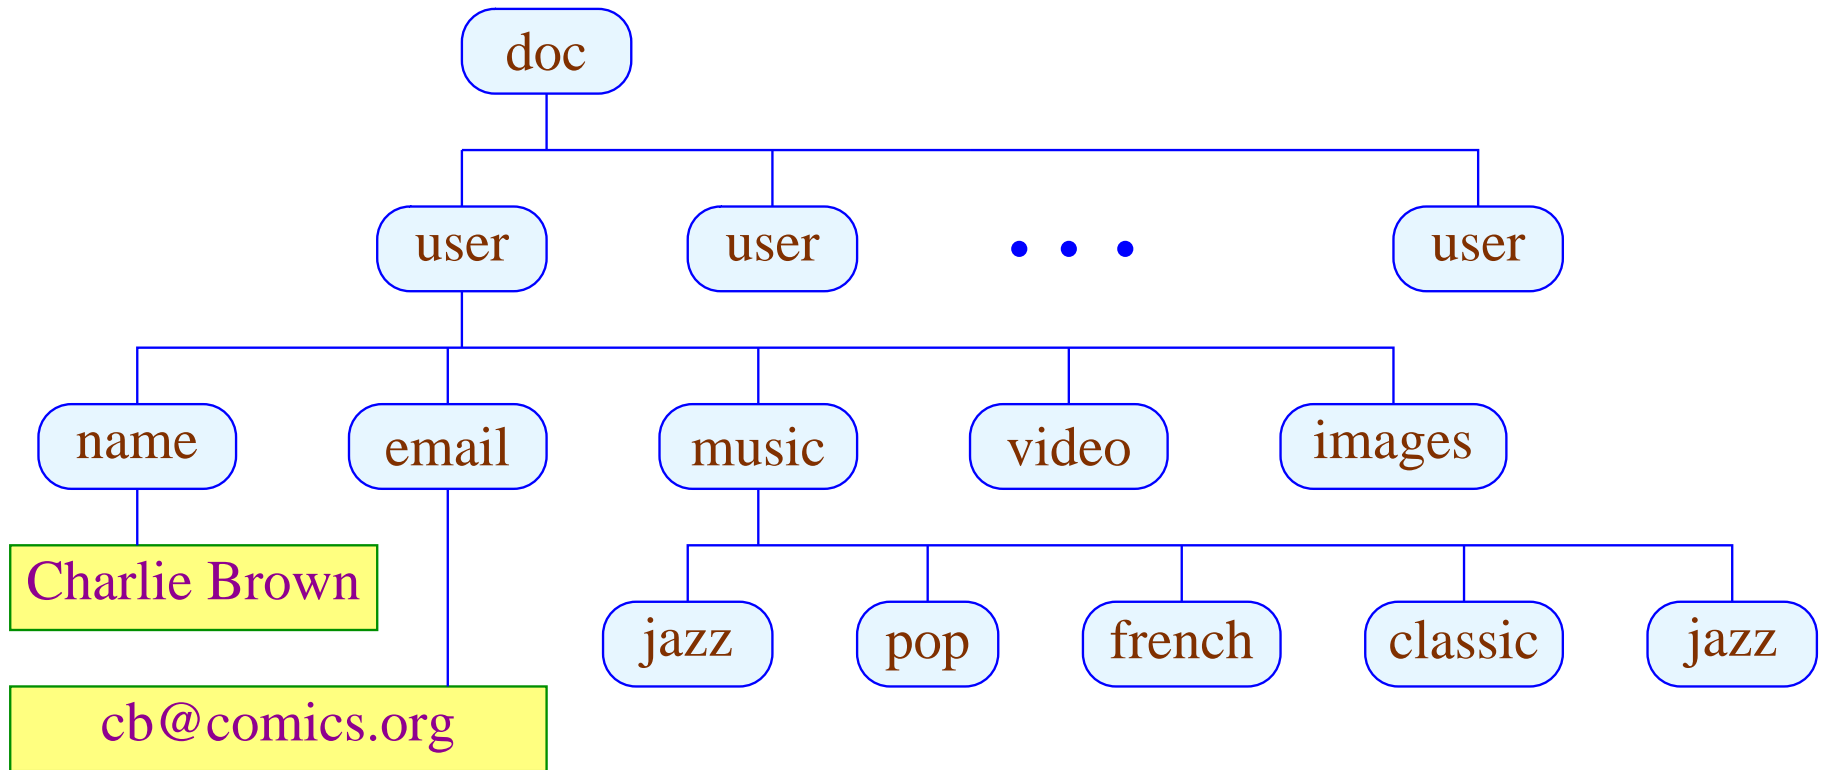 doc
user user • • • user
name email music video images
Charlie Brown
jazz pop french classic jazz
cb@comics.org